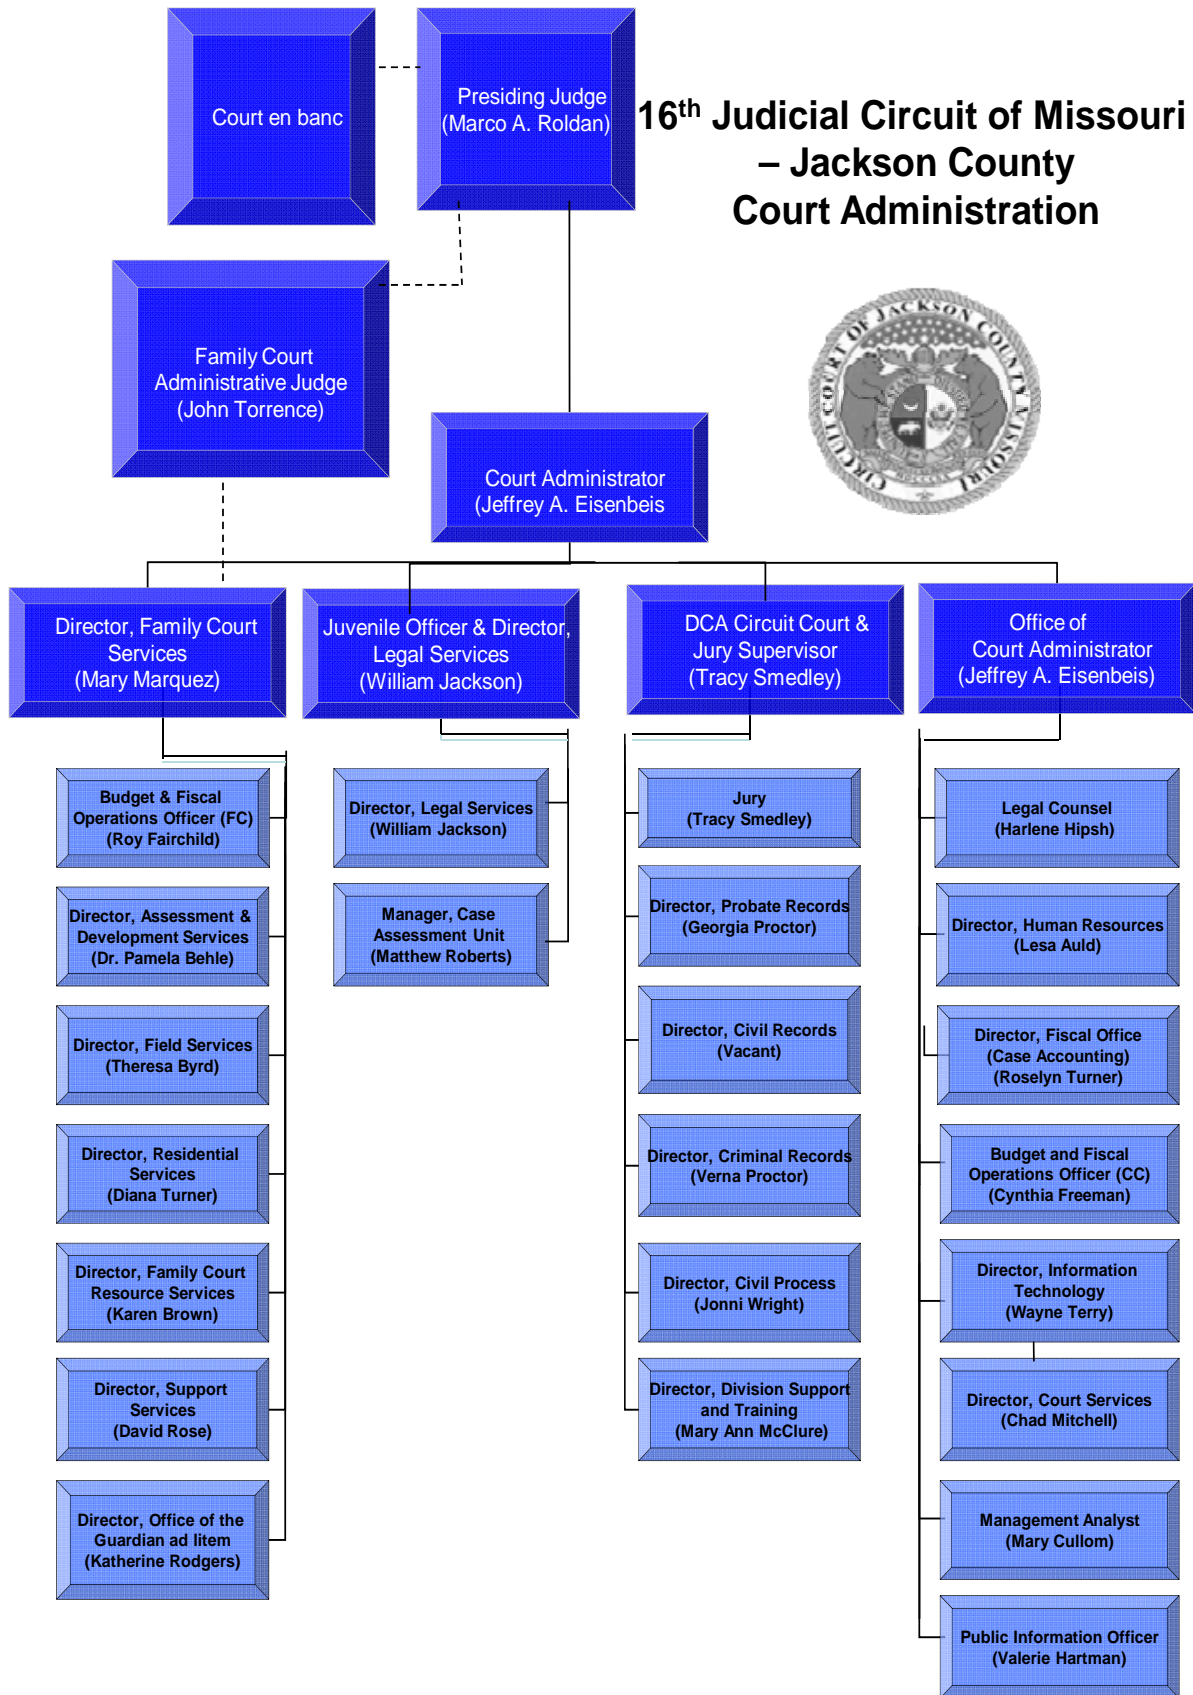 Court en banc
Presiding Judge
(Marco A. Roldan)
16th Judicial Circuit of Missouri
– Jackson County
Court Administration
CIRCUIT COURT OF JACKSON COUNTY MISSOURI
Family Court
Administrative Judge
(John Torrence)
Court Administrator
(Jeffrey A. Eisenbeis
Director, Family Court
Services
(Mary Marquez)
Juvenile Officer & Director,
Legal Services
(William Jackson)
DCA Circuit Court &
Jury Supervisor
(Tracy Smedley)
Office of
Court Administrator
(Jeffrey A. Eisenbeis)
Budget & Fiscal
Operations Officer (FC)
(Roy Fairchild)
Director, Assessment &
Development Services
(Dr. Pamela Behle)
Director, Field Services
(Theresa Byrd)
Director, Residential
Services
(Diana Turner)
Director, Family Court
Resource Services
(Karen Brown)
Director, Support
Services
(David Rose)
Director, Office of the
Guardian ad litem
(Katherine Rodgers)
Director, Legal Services
(William Jackson)
Manager, Case
Assessment Unit
(Matthew Roberts)
Jury
(Tracy Smedley)
Director, Probate Records
(Georgia Proctor)
Director, Civil Records
(Vacant)
Director, Criminal Records
(Verna Proctor)
Director, Civil Process
(Jonni Wright)
Director, Division Support
and Training
(Mary Ann McClure)
Legal Counsel
(Harlene Hipsh)
Director, Human Resources
(Lesa Auld)
Director, Fiscal Office
(Case Accounting)
(Roselyn Turner)
Budget and Fiscal
Operations Officer (CC)
(Cynthia Freeman)
Director, Information
Technology
(Wayne Terry)
Director, Court Services
(Chad Mitchell)
Management Analyst
(Mary Cullom)
Public Information Officer
(Valerie Hartman)